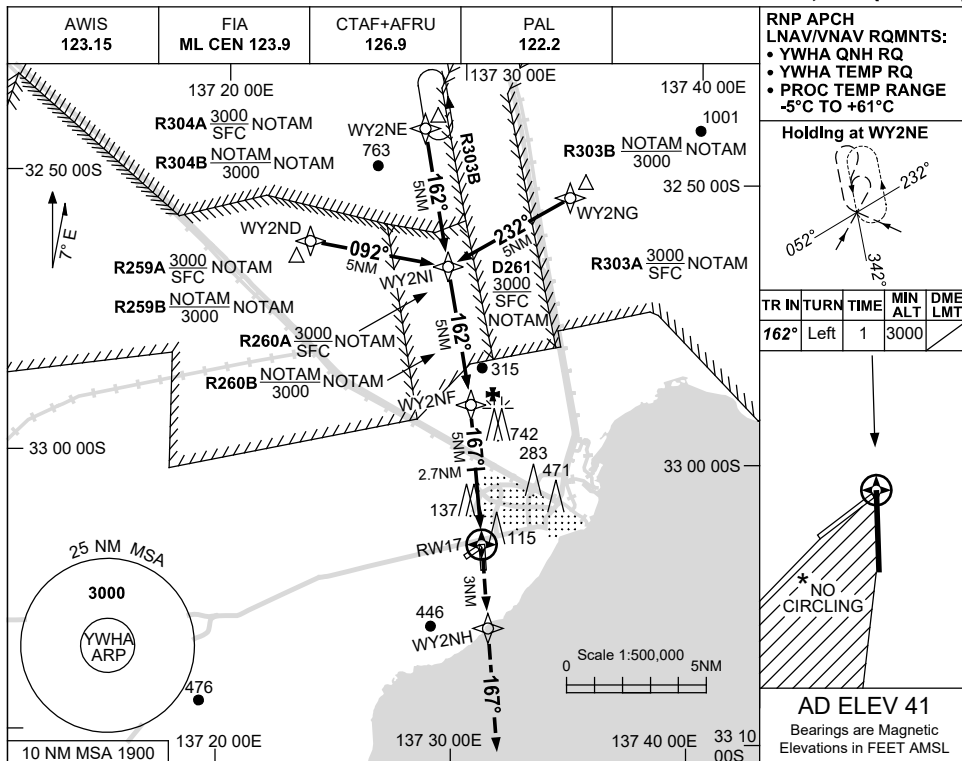 AWIS
123.15
FIA
ML CEN 123.9
CTAF+AFRU
126.9
PAL
122.2
RNP APCH
LNAV/VNAV RQMNTS:
• YWHA QNH RQ
• YWHA TEMP RQ
• PROC TEMP RANGE
-5°C TO +61°C
137 20 00E
137 30 00E
137 40 00E
R304A 3000 SFC NOTAM
R304B NOTAM 3000 NOTAM
WY2NE
763
R303B
R303B NOTAM 3000 NOTAM
1001
32 50 00S
32 50 00S
7° E
162°
5NM
WY2NG
232°
5NM
WY2ND
092°
5NM
WY2NI
D261
3000
SFC
NOTAM
R303A 3000 SFC NOTAM
R259A 3000 SFC NOTAM
R259B NOTAM 3000 NOTAM
R260A 3000 SFC NOTAM
R260B NOTAM 3000 NOTAM
162°
5NM
315
WY2NF
742
33 00 00S
33 00 00S
167°
5NM
2.7NM
283
471
137
115
RW17
3NM
446
WY2NH
167°
25 NM MSA
3000
YWHA
ARP
476
Scale 1:500,000
0
5NM
10 NM MSA 1900
137 20 00E
137 30 00E
137 40 00E
33 10
00S
Holding at WY2NE
232°
052°
342°
TR IN
TURN
TIME
MIN
ALT
DME
LMT
162°
Left
1
3000
*NO
CIRCLING
AD ELEV 41
Bearings are Magnetic
Elevations in FEET AMSL